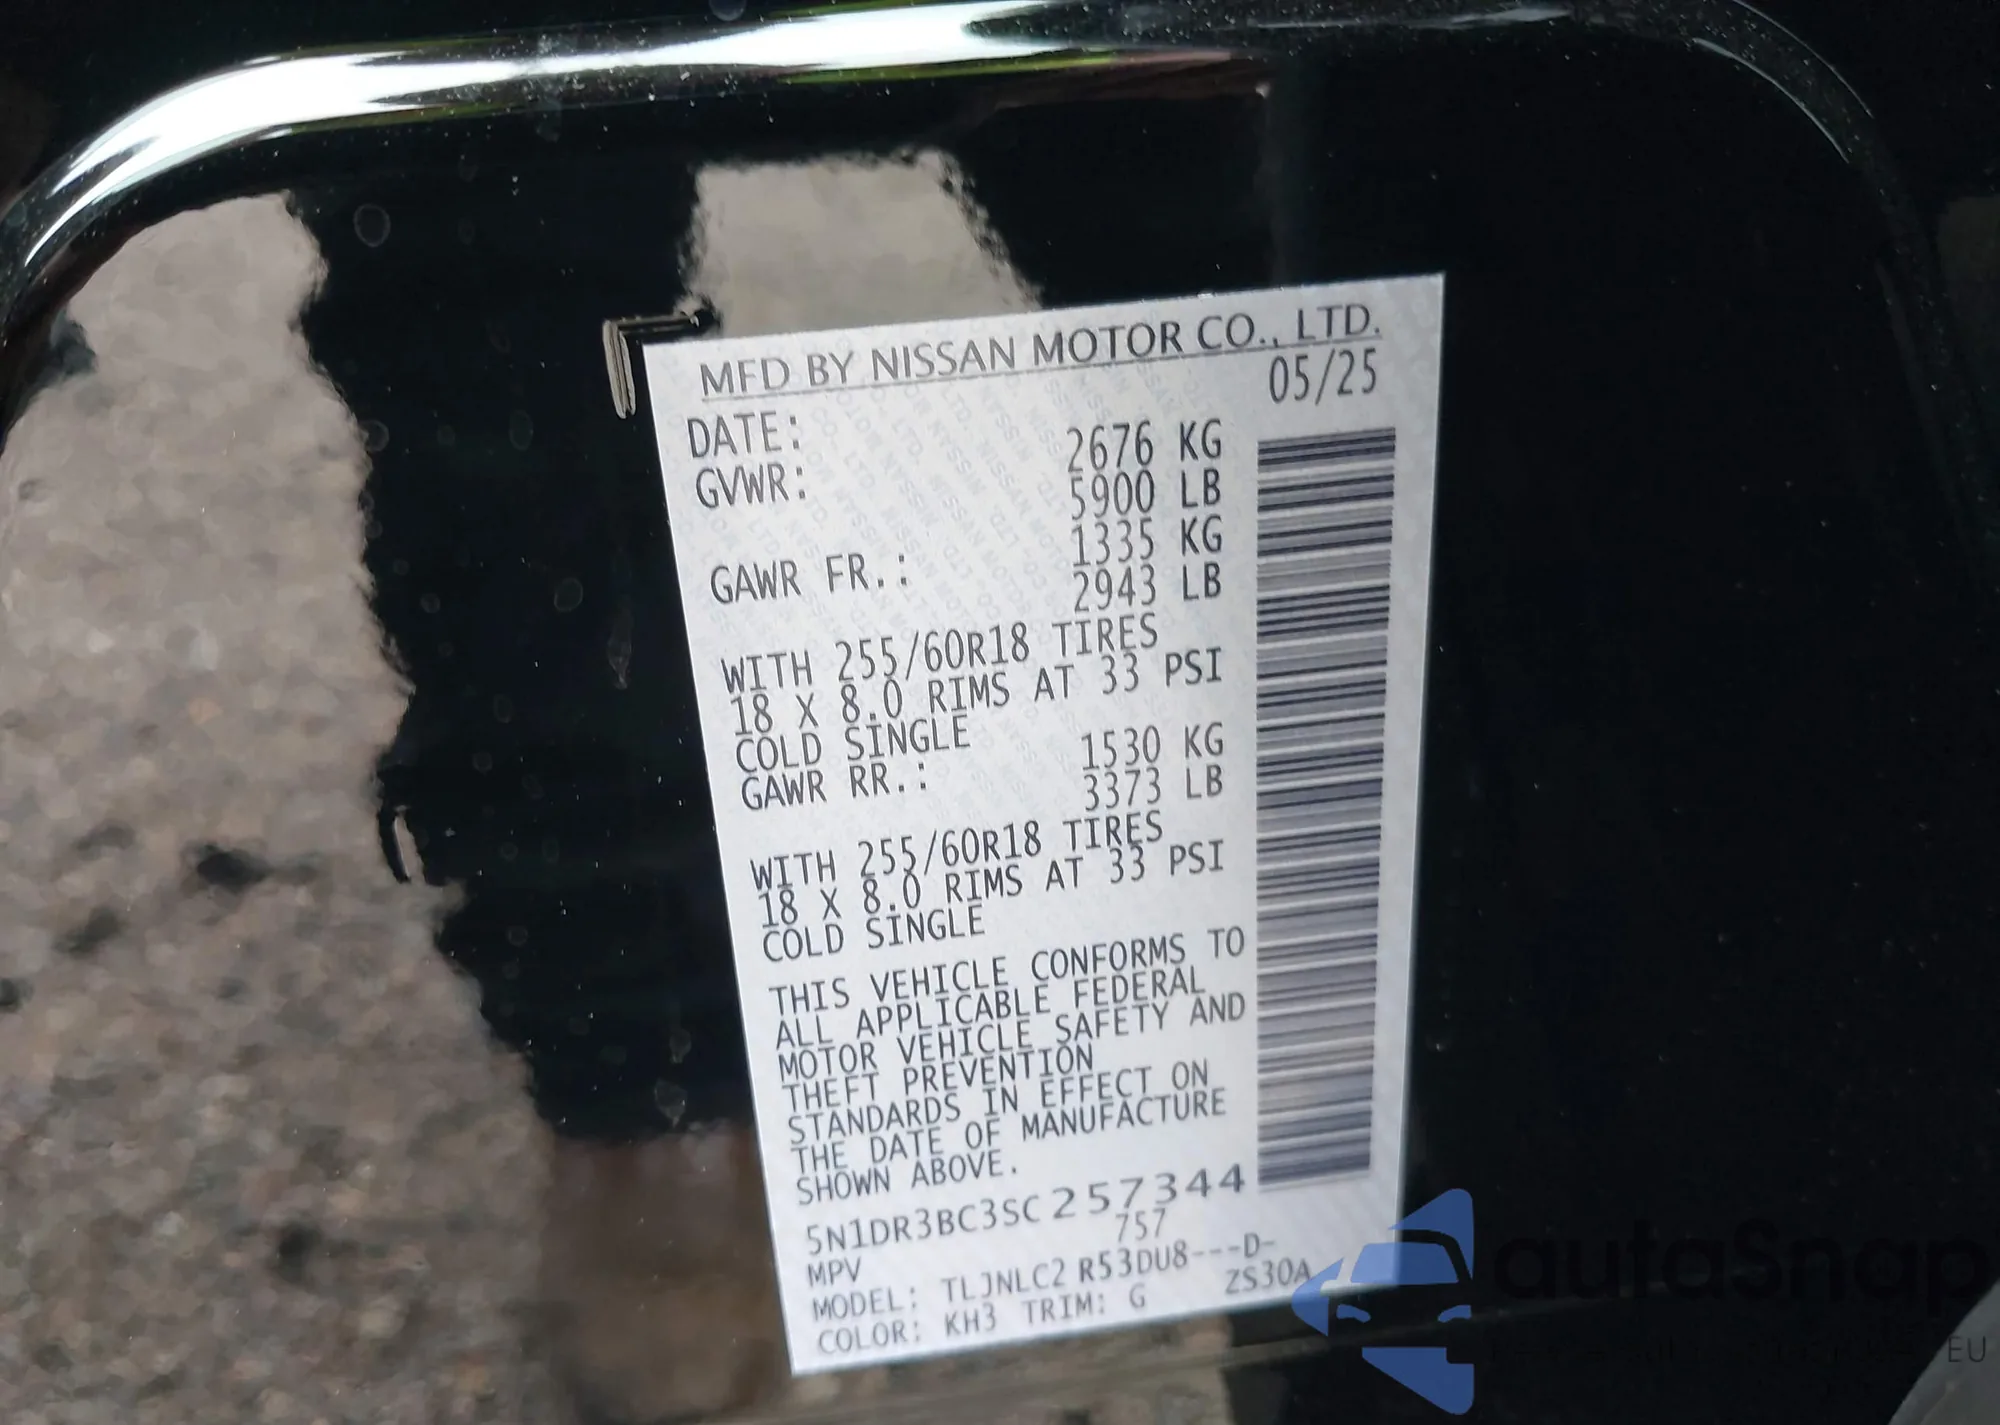 MFD BY NISSAN MOTOR CO., LTD.
DATE: 05/25
GVWR: 2676 KG
5900 LB
GAWR FR.: 1335 KG
2943 LB
WITH 255/60R18 TIRES
18 X 8.0 RIMS AT 33 PSI
COLD SINGLE
GAWR RR.: 1530 KG
3373 LB
WITH 255/60R18 TIRES
18 X 8.0 RIMS AT 33 PSI
COLD SINGLE
THIS VEHICLE CONFORMS TO
ALL APPLICABLE FEDERAL
MOTOR VEHICLE SAFETY AND
THEFT PREVENTION
STANDARDS IN EFFECT ON
THE DATE OF MANUFACTURE
SHOWN ABOVE.
5N1DR3BC3SC257344
MPV 757
MODEL: TLJNLC2 R53DU8---D-
COLOR: KH3 TRIM: G ZS30A
autoSnap
EU